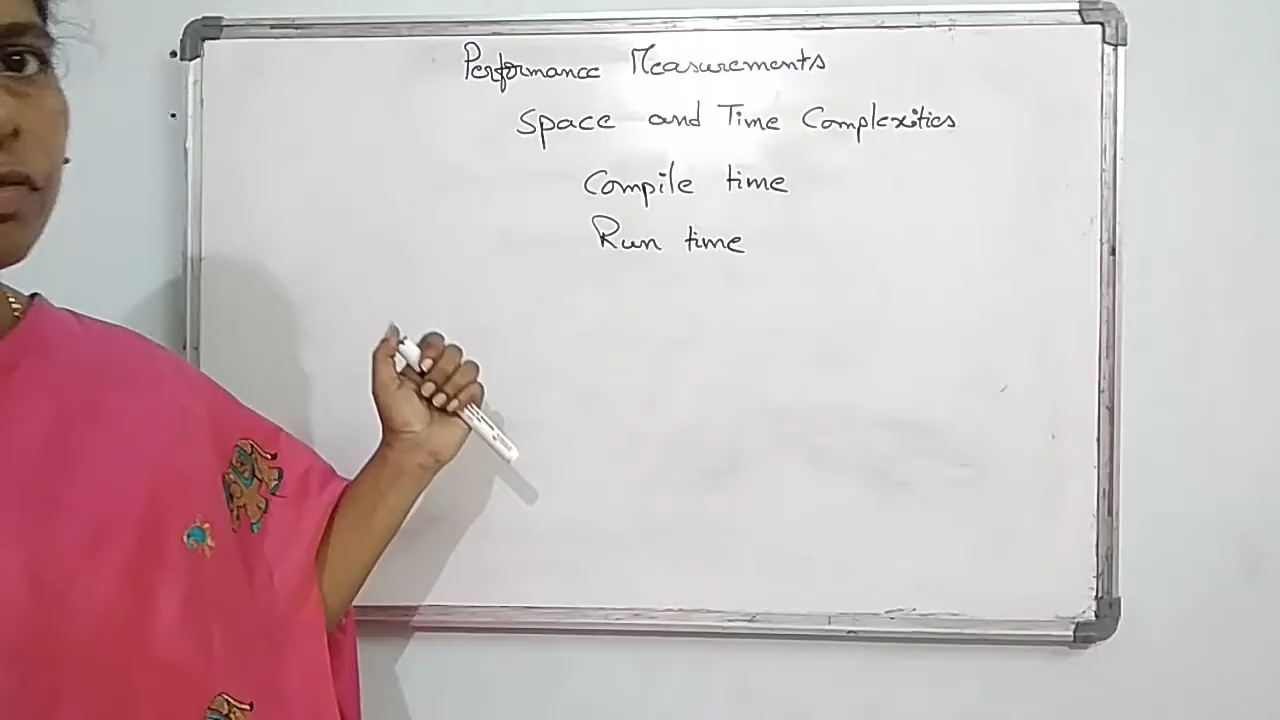 Performance Measurements
Space and Time Complexities
Compile time
Run time